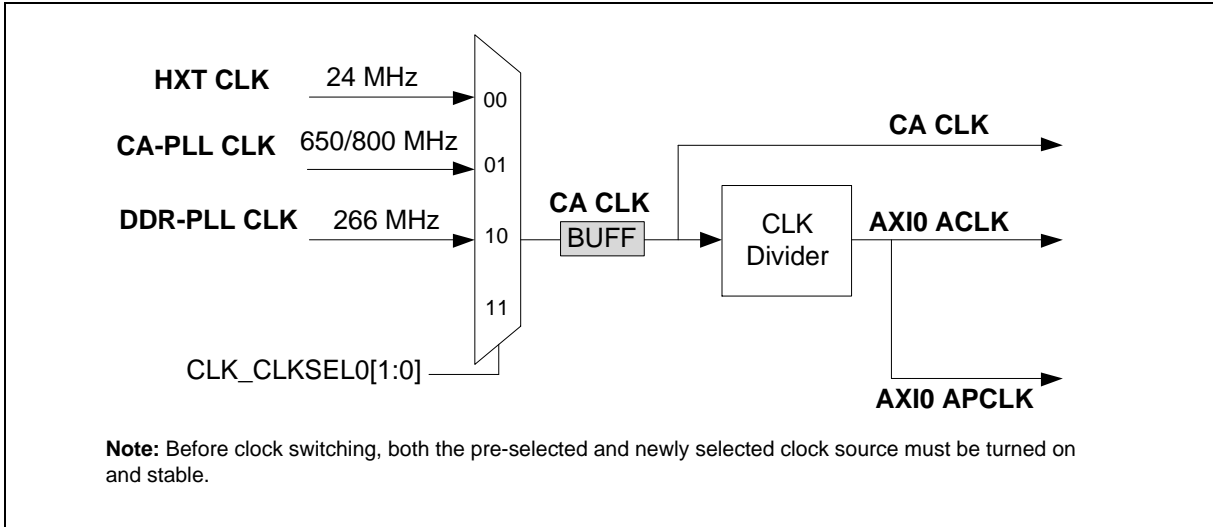 HXT CLK
24 MHz
00
CA-PLL CLK
650/800 MHz
01
DDR-PLL CLK
266 MHz
10
11
CLK_CLKSEL0[1:0]
CA CLK
BUFF
CLK
Divider
CA CLK
AXI0 ACLK
AXI0 APCLK
Note: Before clock switching, both the pre-selected and newly selected clock source must be turned on
and stable.